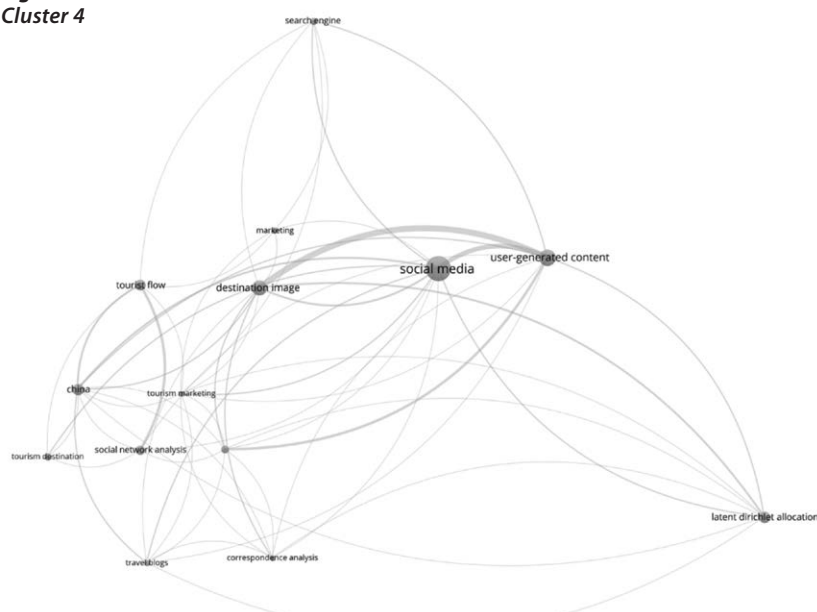 Cluster 4
search engine
marketing
user-generated content
social media
tourist flow
destination image
china
tourism marketing
social network analysis
tourism destination
latent dirichlet allocation
travel blogs
correspondence analysis